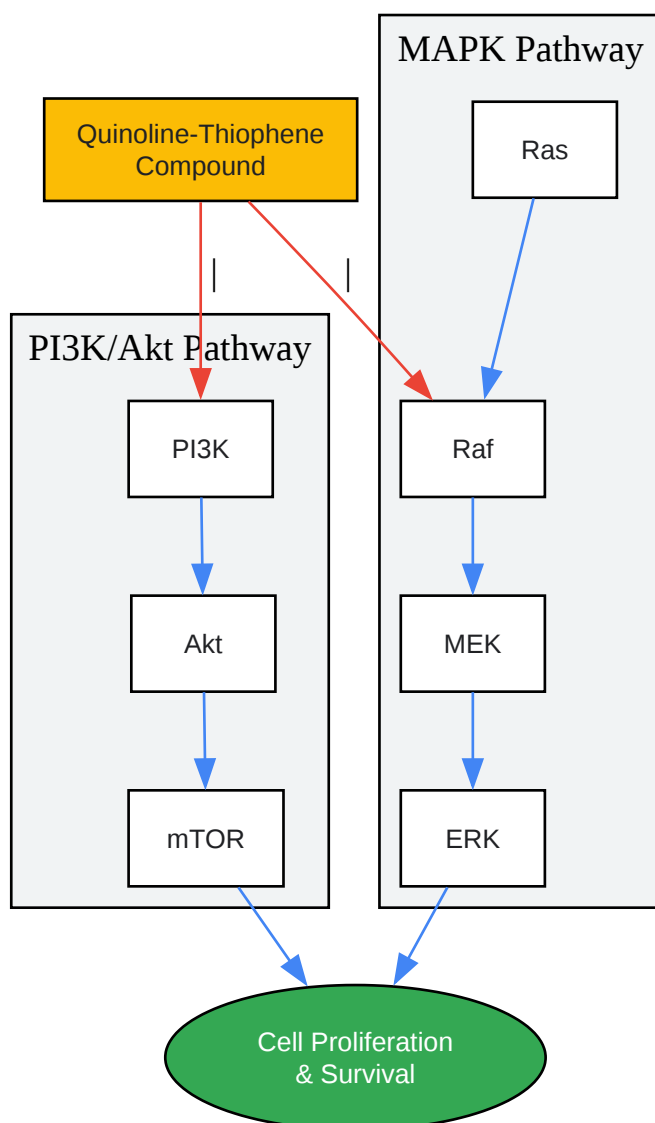 MAPK Pathway
Quinoline-Thiophene
Compound
Ras
|
|
PI3K/Akt Pathway
PI3K
Raf
Akt
MEK
mTOR
ERK
Cell Proliferation
& Survival